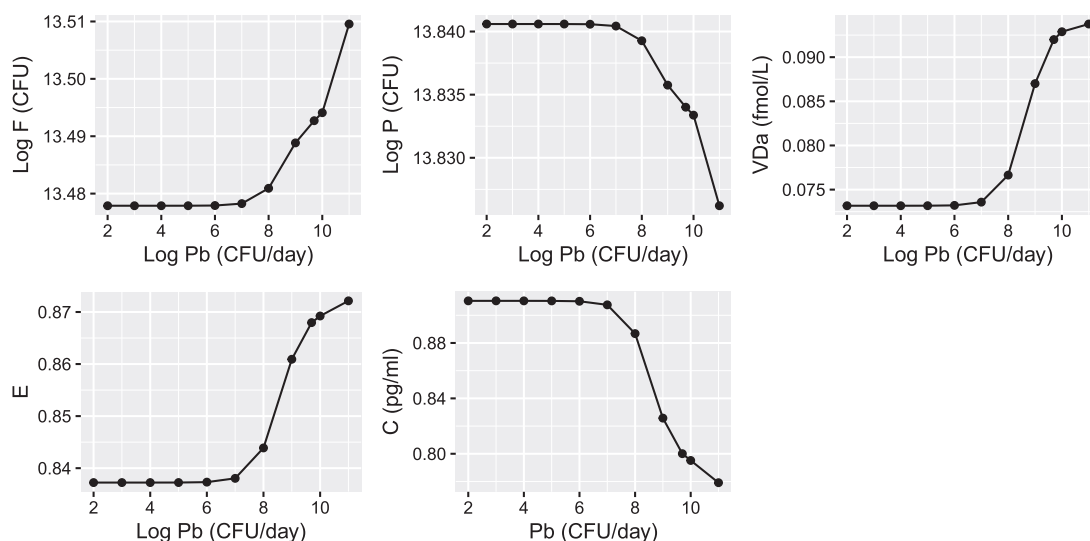 Log F (CFU)
13.51
13.50
13.49
13.48
2 4 6 8 10
Log Pb (CFU/day)
Log P (CFU)
13.840
13.835
13.830
2 4 6 8 10
Log Pb (CFU/day)
VDa (fmol/L)
0.090
0.085
0.080
0.075
2 4 6 8 10
Log Pb (CFU/day)
E
0.87
0.86
0.85
0.84
2 4 6 8 10
Log Pb (CFU/day)
C (pg/ml)
0.88
0.84
0.80
2 4 6 8 10
Pb (CFU/day)